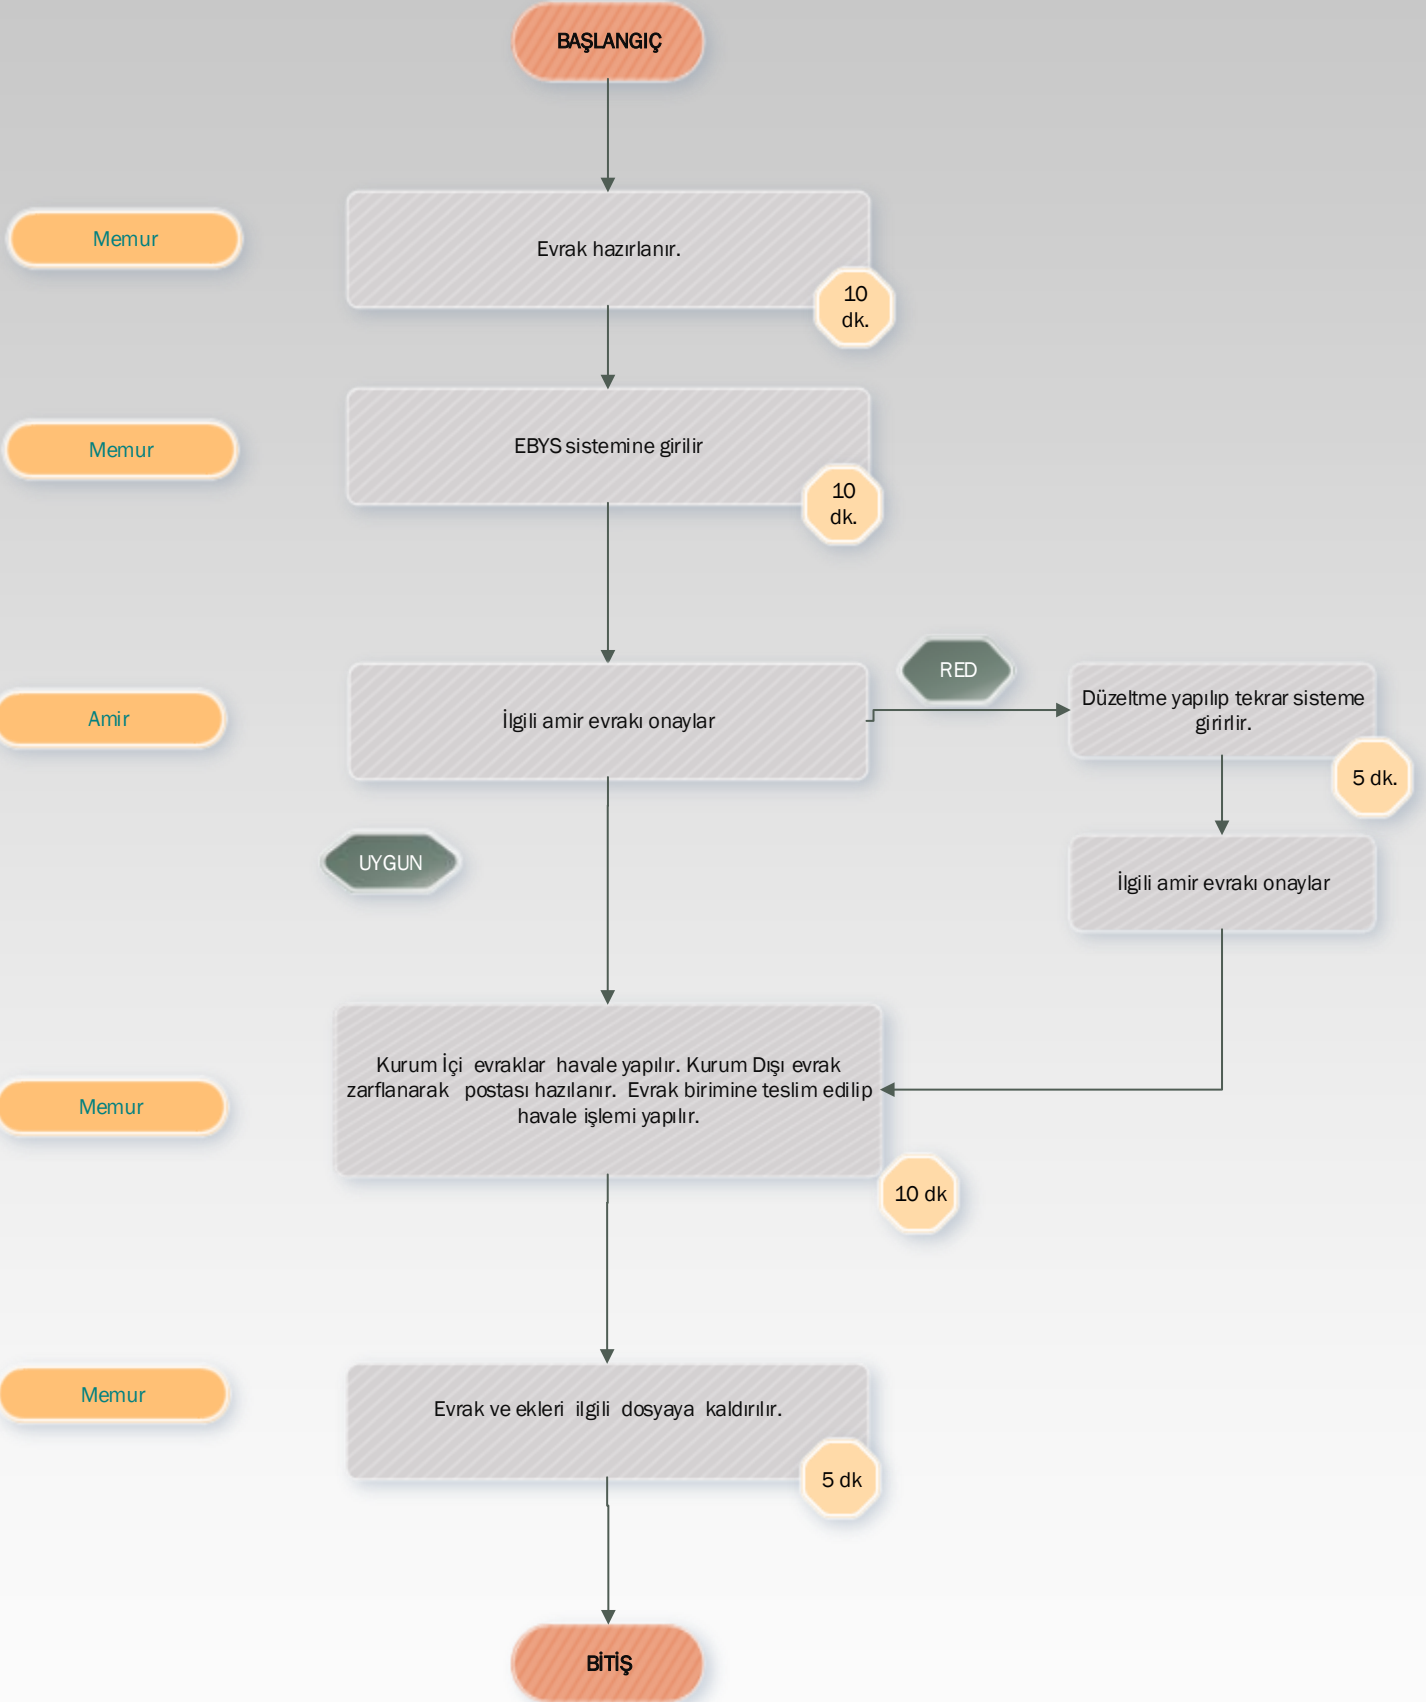 BAŞLANGIÇ
Memur
Evrak hazırlanır.
10
dk.
Memur
EBYS sistemine girilir
10
dk.
Amir
İlgili amir evrakı onaylar
RED
Düzeltme yapılıp tekrar sisteme
girirlir.
5 dk.
UYGUN
İlgili amir evrakı onaylar
Memur
Kurum İçi evraklar havale yapılır. Kurum Dışı evrak
zarflanarak postası hazılanır. Evrak birimine teslim edilip
havale işlemi yapılır.
10 dk
Memur
Evrak ve ekleri ilgili dosyaya kaldırılır.
5 dk
BİTİŞ